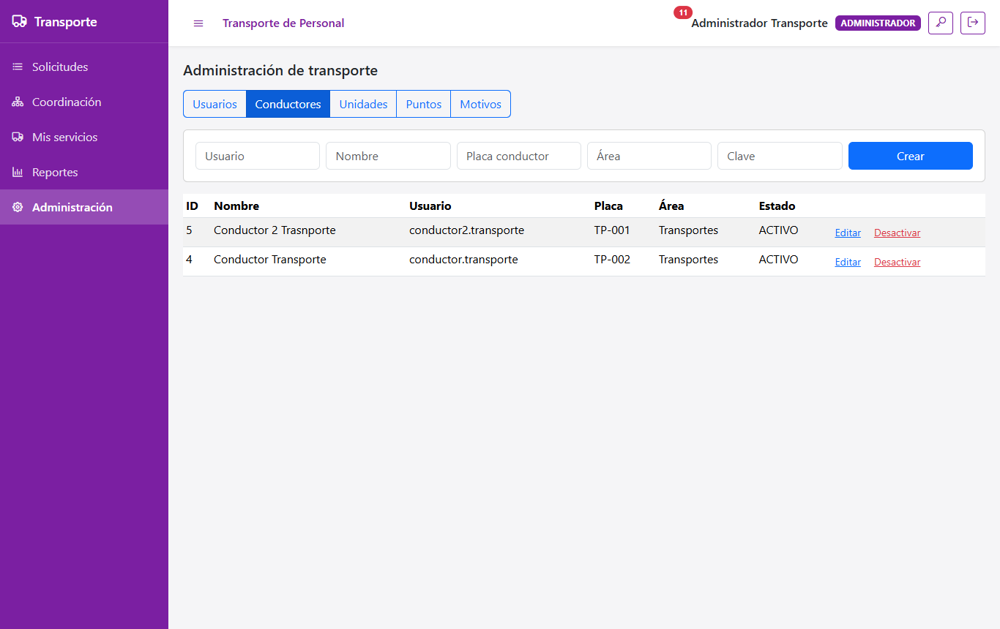 Transporte
Solicitudes
Coordinación
Mis servicios
Reportes
Administración
Transporte de Personal
11
Administrador Transporte ADMINISTRADOR
Administración de transporte
Usuarios Conductores Unidades Puntos Motivos
Usuario Nombre Placa conductor Área Clave Crear
ID Nombre Usuario Placa Área Estado
5 Conductor 2 Trasnporte conductor2.transporte TP-001 Transportes ACTIVO Editar Desactivar
4 Conductor Transporte conductor.transporte TP-002 Transportes ACTIVO Editar Desactivar